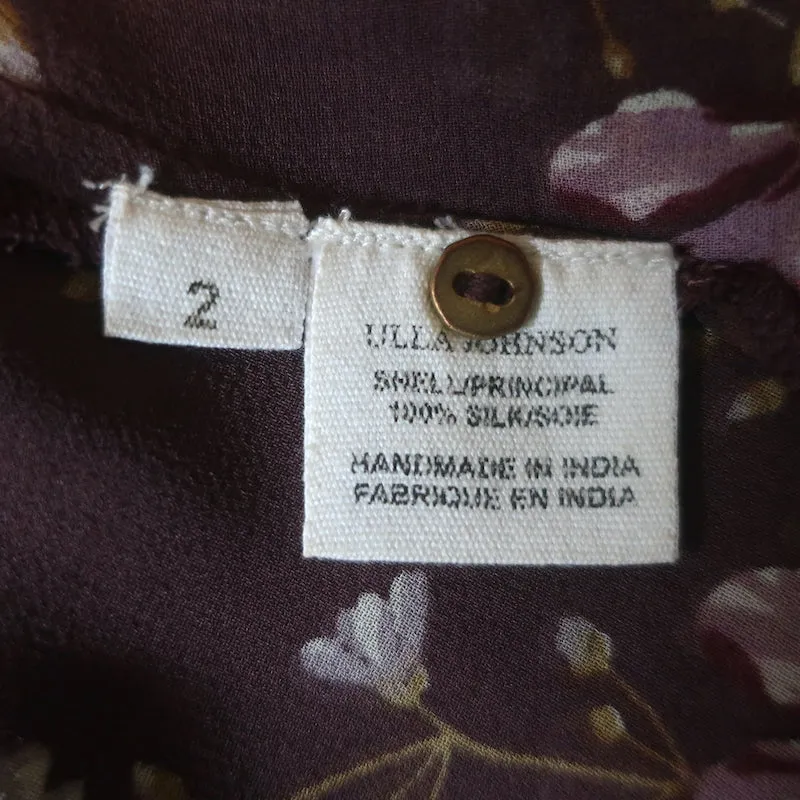 2
ULLA JOHNSON
SHELL/PRINCIPAL
100% SILK/SOIE
HANDMADE IN INDIA
FABRIQUE EN INDIA